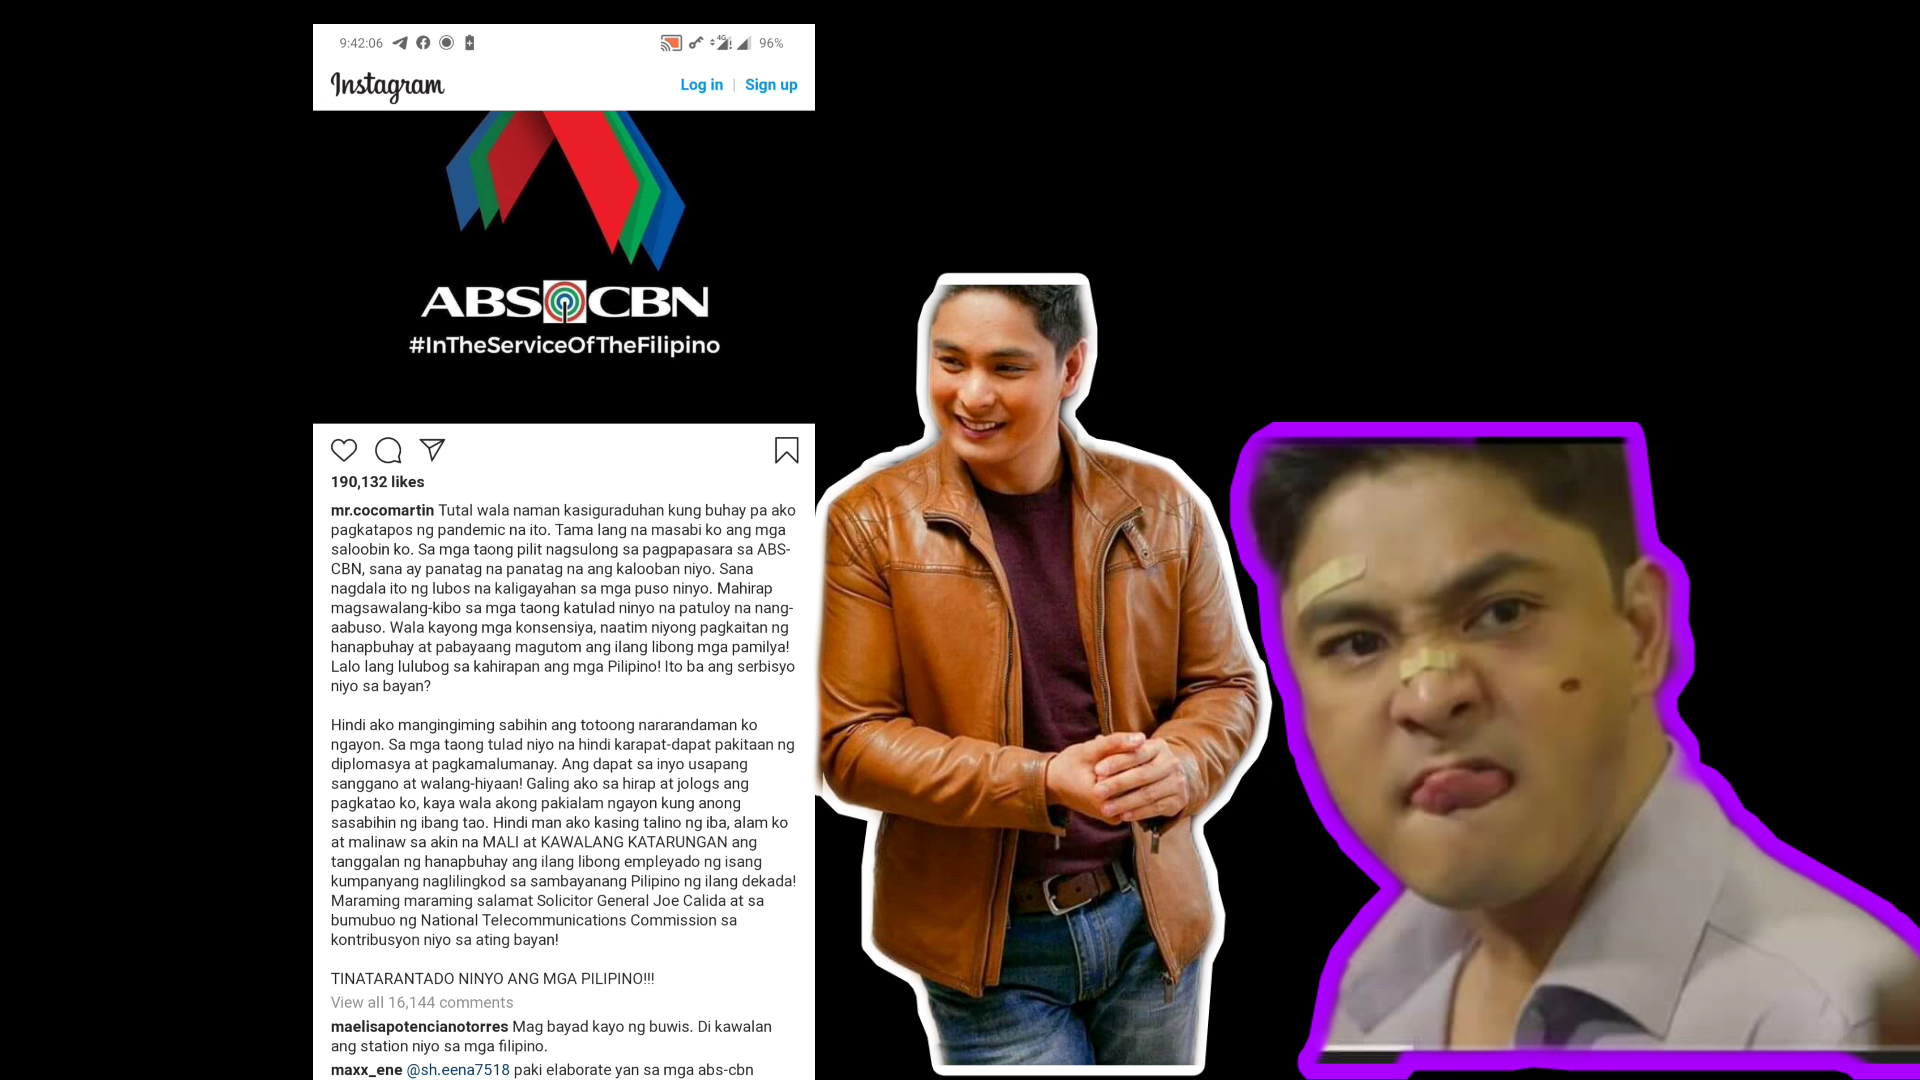 9:42:06
4G
96%
Instagram
Log in | Sign up
ABS CBN
#InTheServiceOfTheFilipino
190,132 likes
mr.cocomartin Tutal wala naman kasiguraduhan kung buhay pa ako
pagkatapos ng pandemic na ito. Tama lang na masabi ko ang mga
saloobin ko. Sa mga taong pilit nagsulong sa pagpapasara sa ABS-
CBN, sana ay panatag na panatag na ang kalooban niyo. Sana
nagdala ito ng lubos na kaligayahan sa mga puso ninyo. Mahirap
magsawalang-kibo sa mga taong katulad ninyo na patuloy na nang-
aabuso. Wala kayong mga konsensiya, naatim niyong pagkaitan ng
hanapbuhay at pabayaang magutom ang ilang libong mga pamilya!
Lalo lang lulubog sa kahirapan ang mga Pilipino! Ito ba ang serbisyo
niyo sa bayan?
Hindi ako mangingiming sabihin ang totoong nararandaman ko
ngayon. Sa mga taong tulad niyo na hindi karapat-dapat pakitaan ng
diplomasya at pagkamalumanay. Ang dapat sa inyo usapang
sanggano at walang-hiyaan! Galing ako sa hirap at jologs ang
pagkatao ko, kaya wala akong pakialam ngayon kung anong
sasabihin ng ibang tao. Hindi man ako kasing talino ng iba, alam ko
at malinaw sa akin na MALI at KAWALANG KATARUNGAN ang
tanggalan ng hanapbuhay ang ilang libong empleyado ng isang
kumpanyang naglilingkod sa sambayanang Pilipino ng ilang dekada!
Maraming maraming salamat Solicitor General Joe Calida at sa
bumubuo ng National Telecommunications Commission sa
kontribusyon niyo sa ating bayan!
TINATARANTADO NINYO ANG MGA PILIPINO!!!
View all 16,144 comments
maelisapotencianotorres Mag bayad kayo ng buwis. Di kawalan
ang station niyo sa mga filipino.
maxx_ene @sh.eena7518 paki elaborate yan sa mga abs-cbn